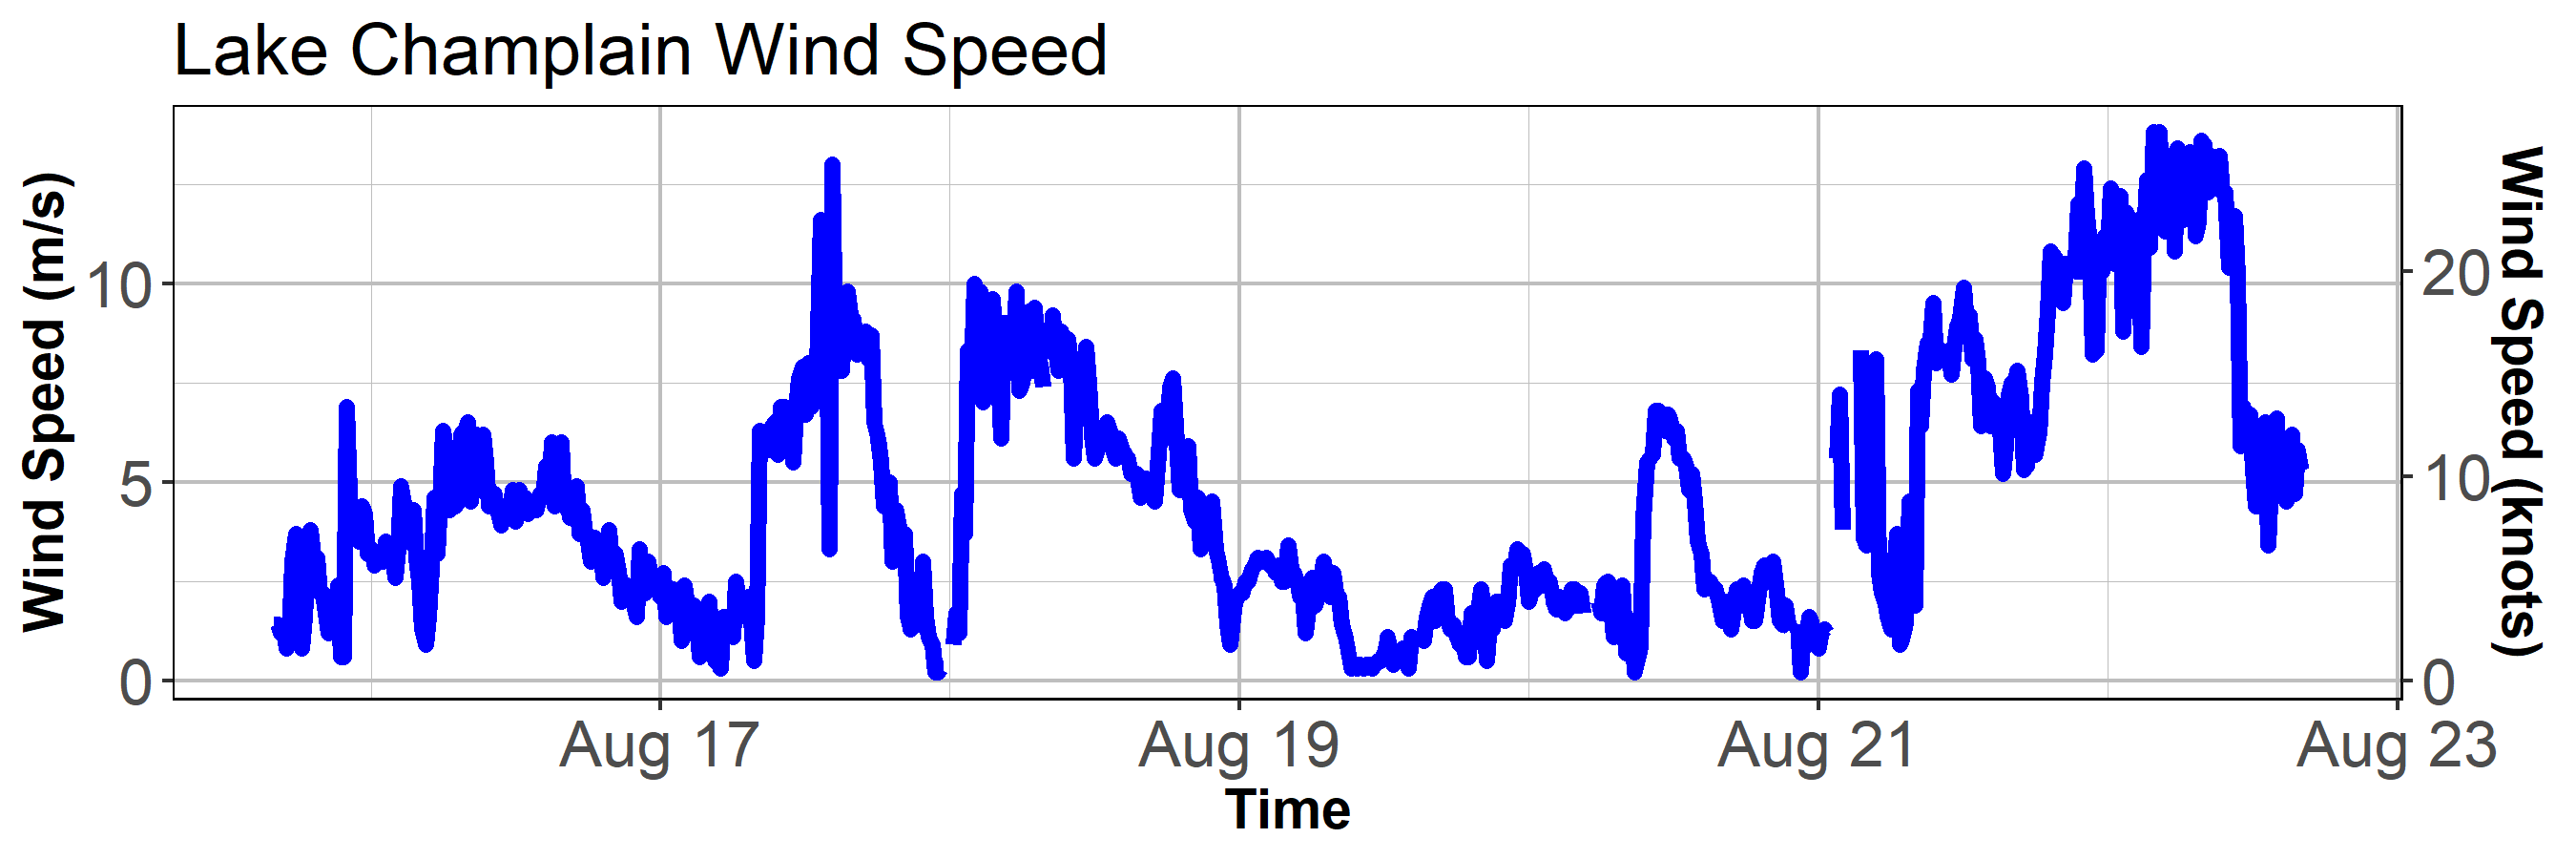 Lake Champlain Wind Speed
Wind Speed (m/s)
10
5
0
20
10
0
Wind Speed (knots)
Aug 17
Aug 19
Aug 21
Aug 23
Time